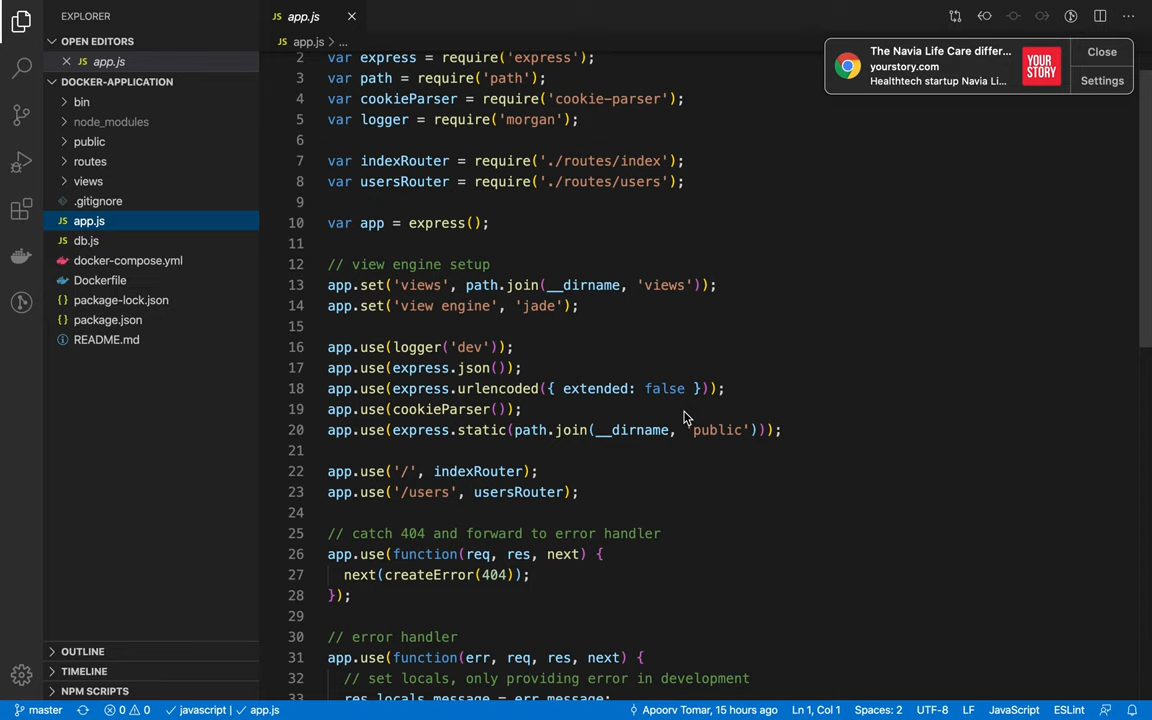 EXPLORER
OPEN EDITORS
JS app.js
DOCKER-APPLICATION
bin
node_modules
public
routes
views
.gitignore
JS app.js
JS db.js
docker-compose.yml
Dockerfile
{} package-lock.json
{} package.json
README.md
OUTLINE
TIMELINE
NPM SCRIPTS
JS app.js
JS app.js > ...
2 var express = require('express');
3 var path = require('path');
4 var cookieParser = require('cookie-parser');
5 var logger = require('morgan');
6
7 var indexRouter = require('./routes/index');
8 var usersRouter = require('./routes/users');
9
10 var app = express();
11
12 // view engine setup
13 app.set('views', path.join(__dirname, 'views'));
14 app.set('view engine', 'jade');
15
16 app.use(logger('dev'));
17 app.use(express.json());
18 app.use(express.urlencoded({ extended: false }));
19 app.use(cookieParser());
20 app.use(express.static(path.join(__dirname, 'public')));
21
22 app.use('/', indexRouter);
23 app.use('/users', usersRouter);
24
25 // catch 404 and forward to error handler
26 app.use(function(req, res, next) {
27 next(createError(404));
28 });
29
30 // error handler
31 app.use(function(err, req, res, next) {
32 // set locals, only providing error in development
33 res.locals.message = err.message;
The Navia Life Care differ...
yourstory.com
Healthtech startup Navia Li...
YOUR
STORY
Close
Settings
master
0 0
javascript | app.js
Apoorv Tomar, 15 hours ago
Ln 1, Col 1
Spaces: 2
UTF-8
LF
JavaScript
ESLint